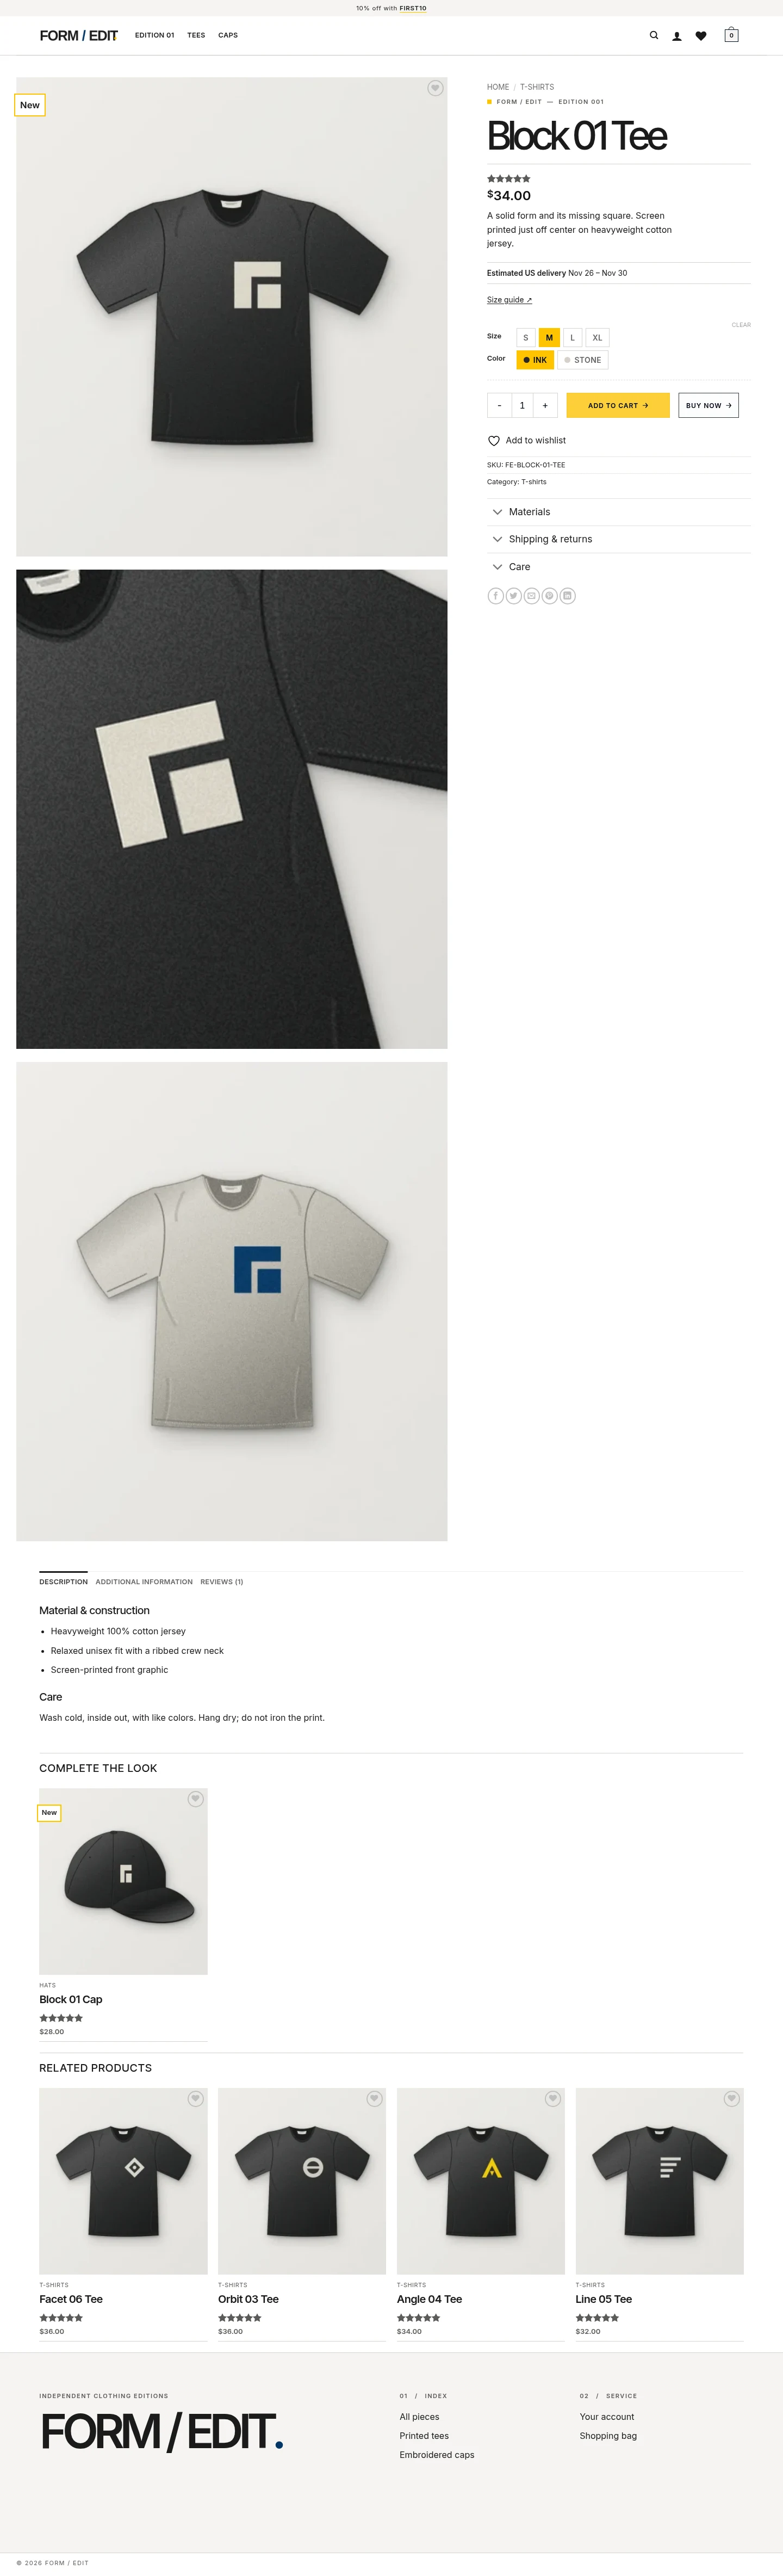 10% off with FIRST10
FORM / EDIT.
EDITION 01
TEES
CAPS
0
New
HOME / T-SHIRTS
FORM / EDIT — EDITION 001
Block 01 Tee
$34.00
A solid form and its missing square. Screen
printed just off center on heavyweight cotton
jersey.
Estimated US delivery Nov 26 – Nov 30
Size guide ↗
CLEAR
Size
S
M
L
XL
Color
INK
STONE
-
1
+
ADD TO CART →
BUY NOW →
Add to wishlist
SKU: FE-BLOCK-01-TEE
Category: T-shirts
Materials
Shipping & returns
Care
DESCRIPTION
ADDITIONAL INFORMATION
REVIEWS (1)
Material & construction
• Heavyweight 100% cotton jersey
• Relaxed unisex fit with a ribbed crew neck
• Screen-printed front graphic
Care
Wash cold, inside out, with like colors. Hang dry; do not iron the print.
COMPLETE THE LOOK
New
HATS
Block 01 Cap
$28.00
RELATED PRODUCTS
T-SHIRTS
Facet 06 Tee
$36.00
T-SHIRTS
Orbit 03 Tee
$36.00
T-SHIRTS
Angle 04 Tee
$34.00
T-SHIRTS
Line 05 Tee
$32.00
INDEPENDENT CLOTHING EDITIONS
FORM / EDIT.
01 / INDEX
All pieces
Printed tees
Embroidered caps
02 / SERVICE
Your account
Shopping bag
© 2026 FORM / EDIT